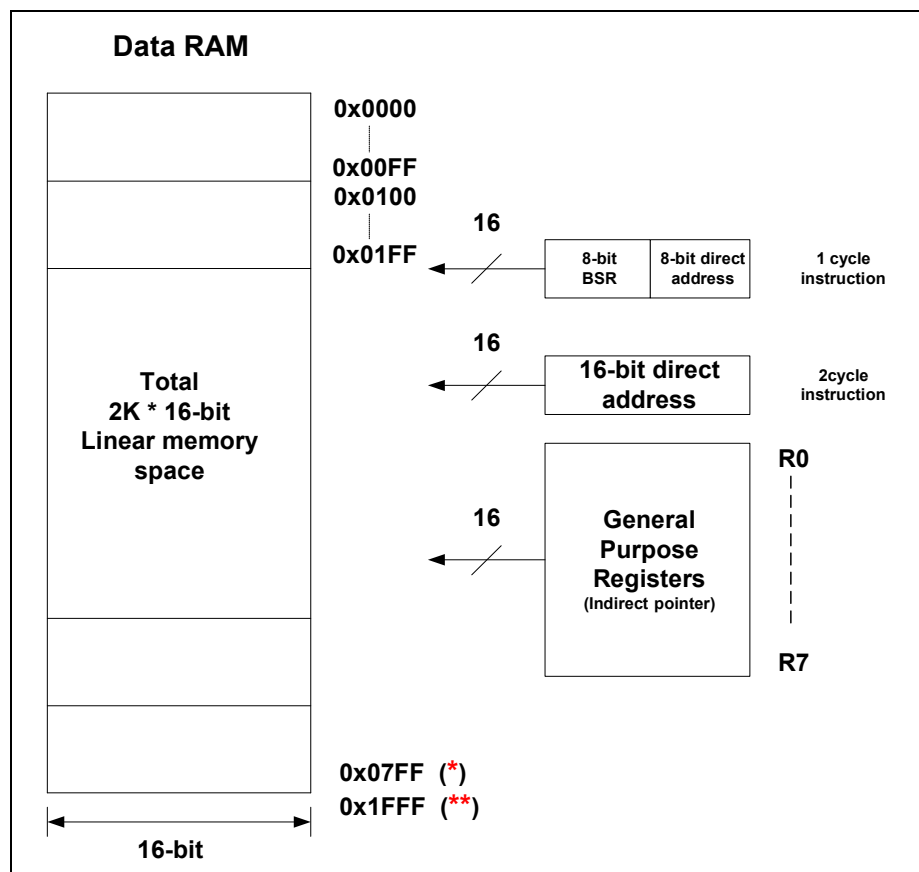 Data RAM
0x0000
0x00FF
0x0100
0x01FF
16
8-bit
BSR
8-bit direct
address
1 cycle
instruction
16
16-bit direct
address
2cycle
instruction
Total
2K * 16-bit
Linear memory
space
16
General
Purpose
Registers
(Indirect pointer)
R0
R7
0x07FF (*)
0x1FFF (**)
16-bit